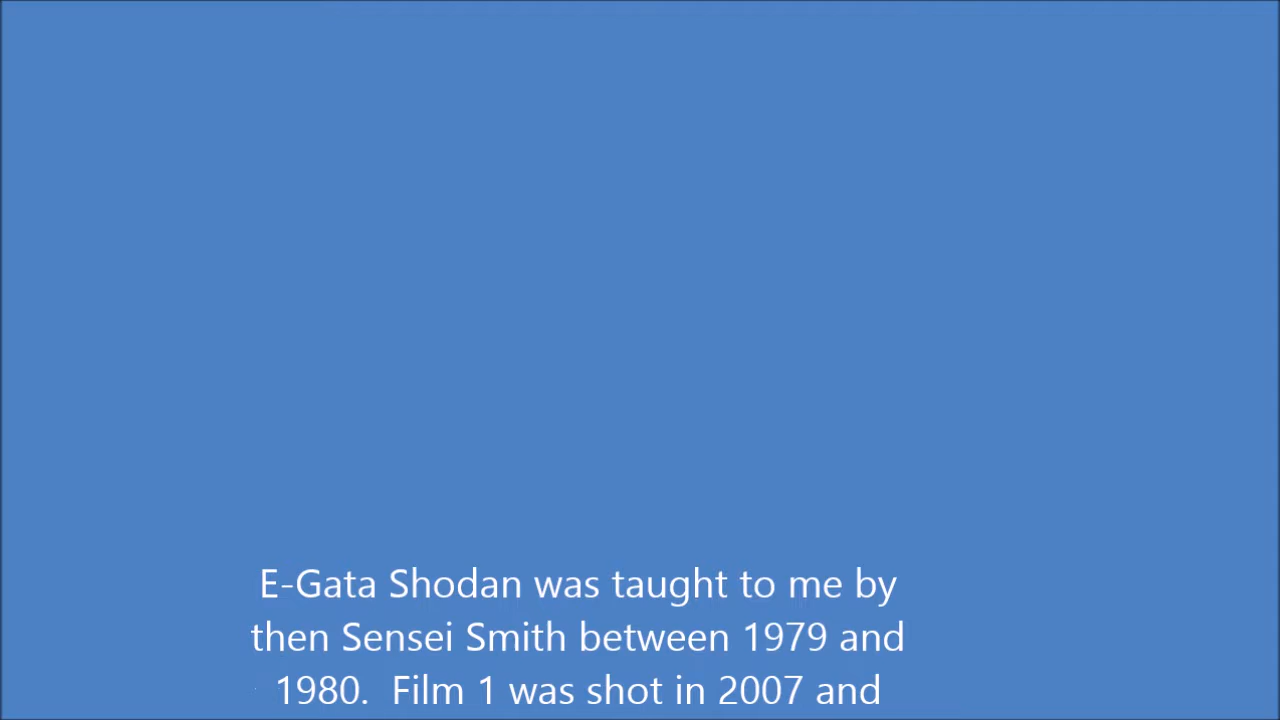 E-Gata Shodan was taught to me by
then Sensei Smith between 1979 and
1980.  Film 1 was shot in 2007 and